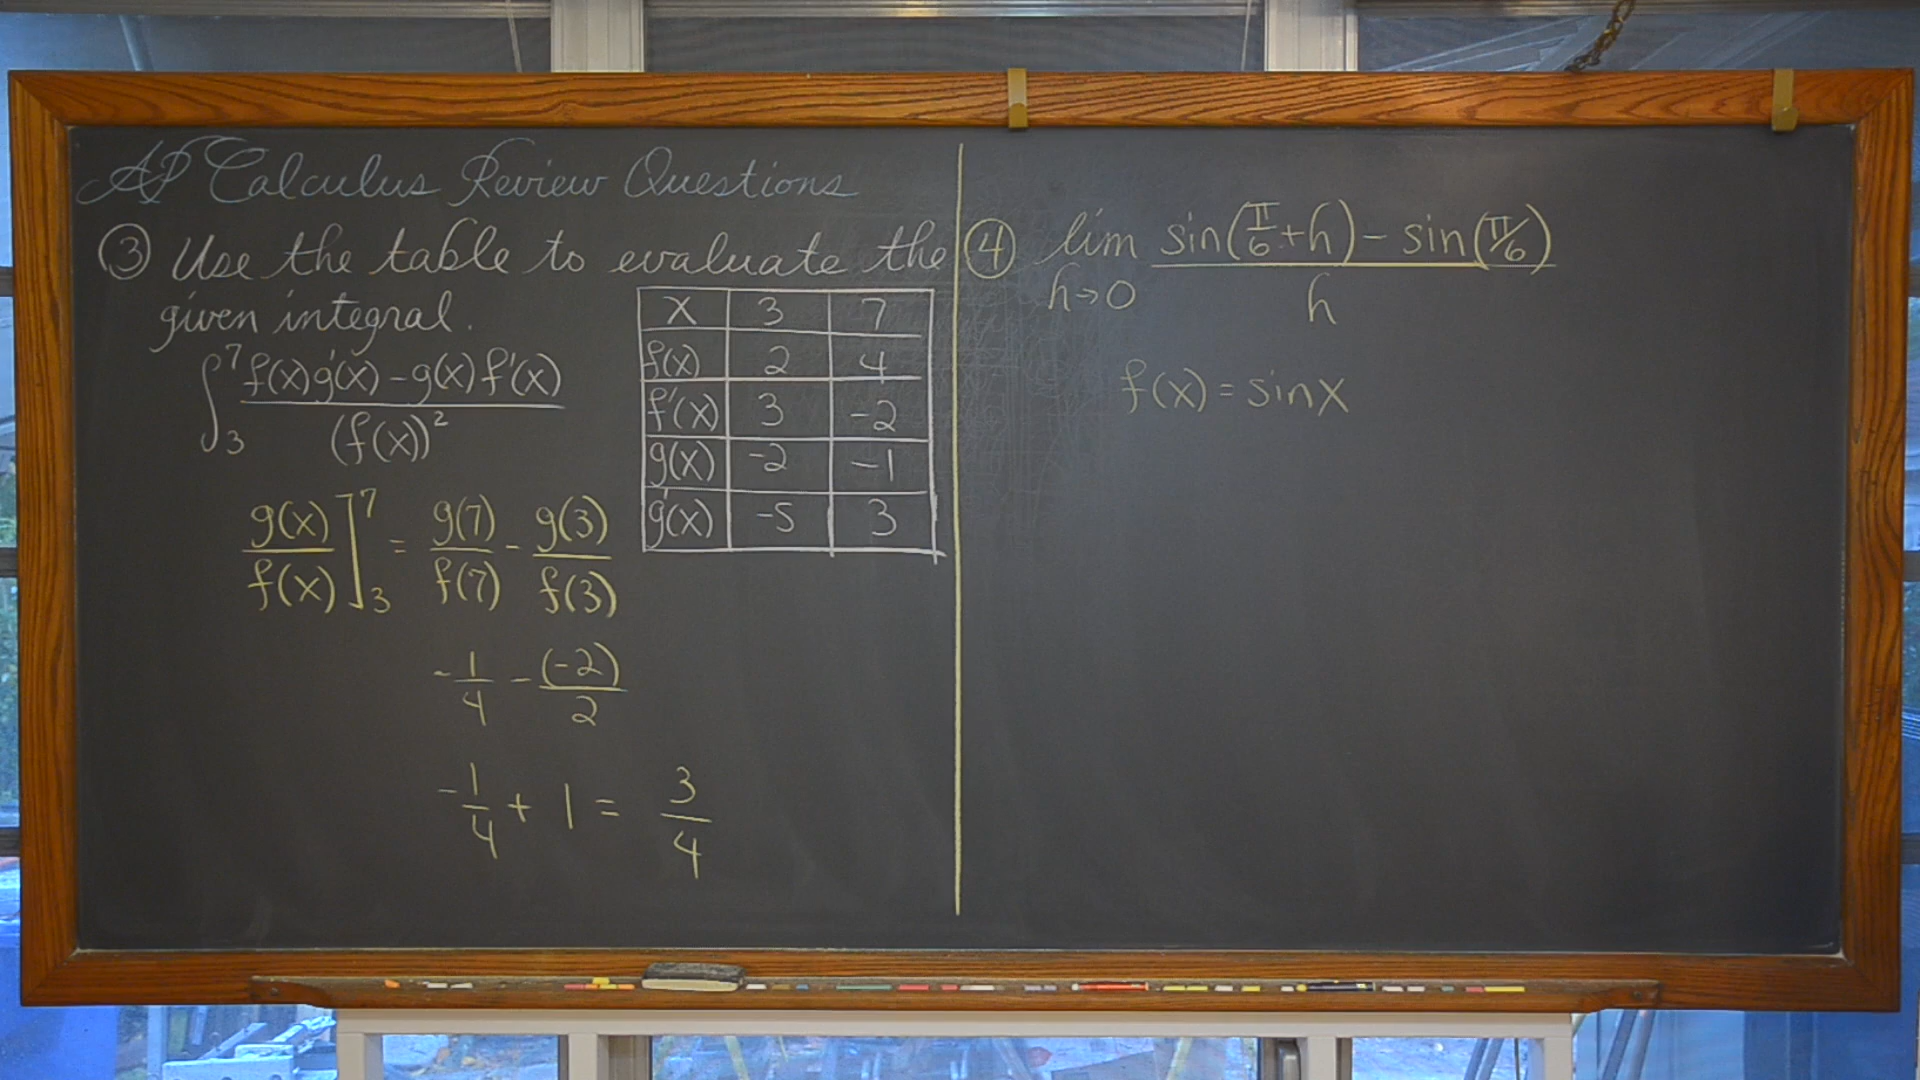 AP Calculus Review Questions
③ Use the table to evaluate the
given integral.
∫₃⁷ (f(x)g'(x) - g(x)f'(x)) / (f(x))²
x | 3 | 7
f(x) | 2 | 4
f'(x) | 3 | -2
g(x) | -2 | -1
g'(x) | -5 | 3
g(x)/f(x) ]₃⁷ = g(7)/f(7) - g(3)/f(3)
-1/4 - (-2)/2
-1/4 + 1 = 3/4
④ lim h→0 (sin(π/6+h) - sin(π/6)) / h
f(x) = sinx